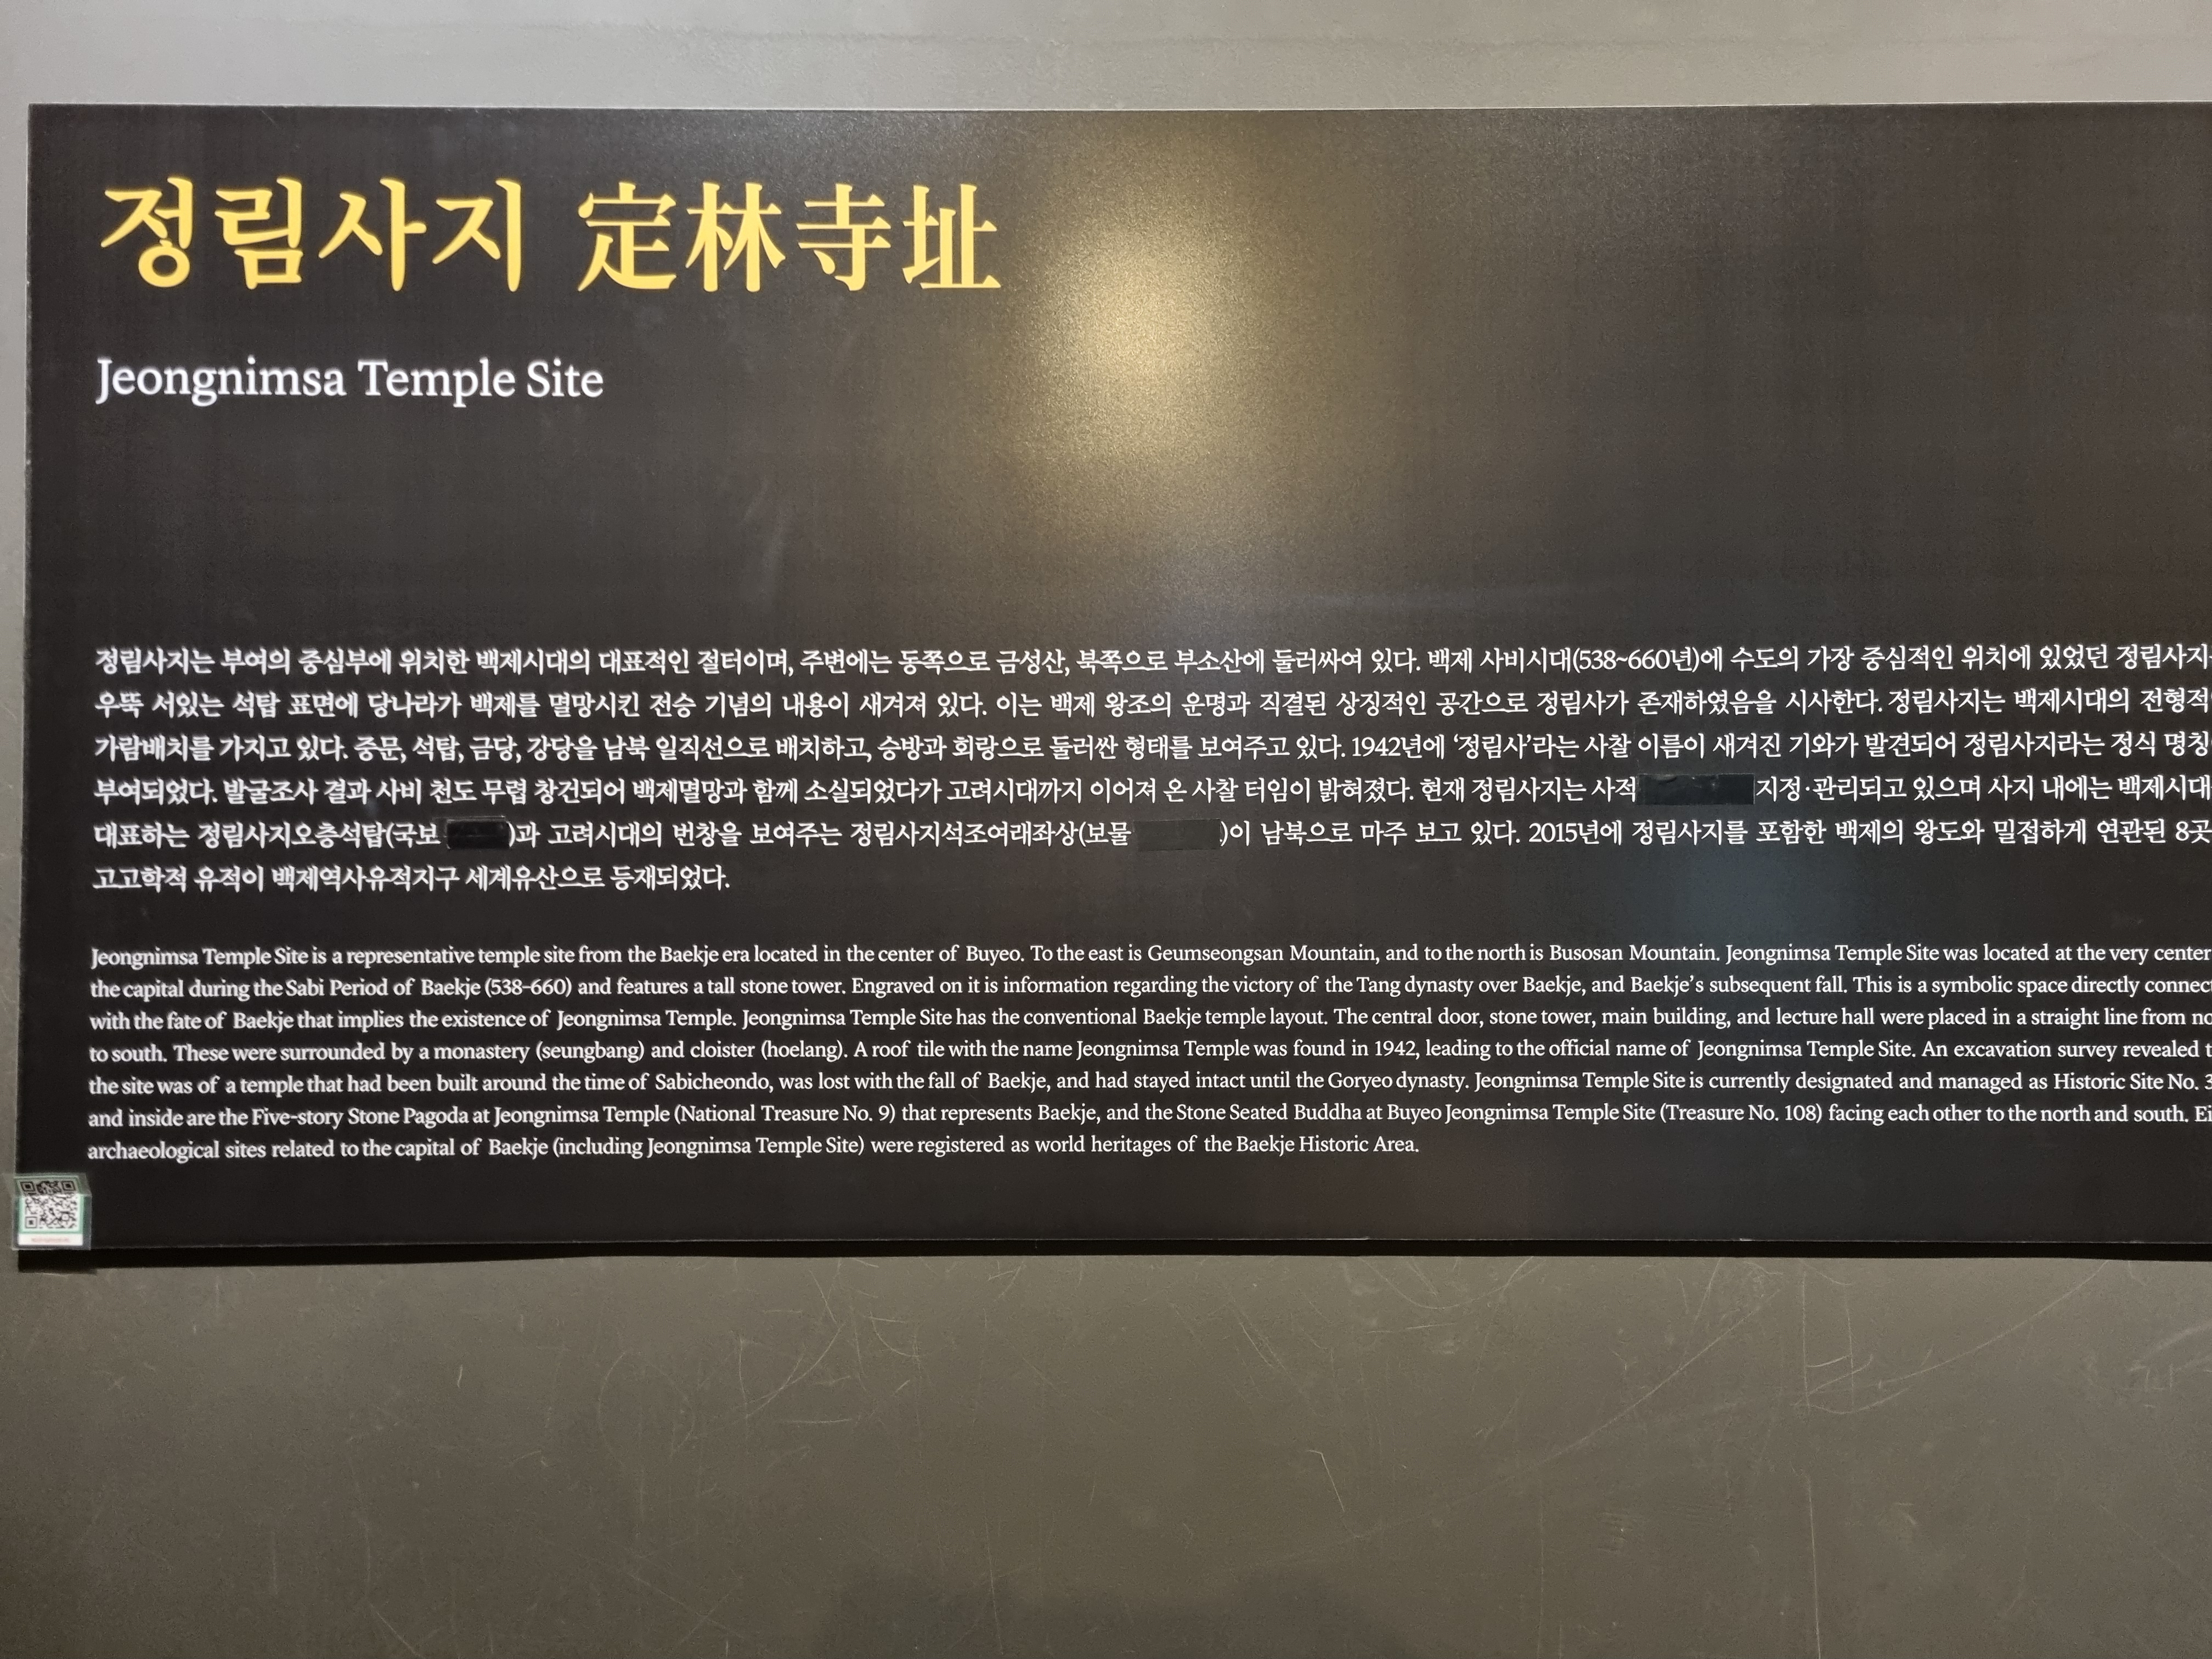 정림사지 定林寺址
Jeongnimsa Temple Site
정림사지는 부여의 중심부에 위치한 백제시대의 대표적인 절터이며, 주변에는 동쪽으로 금성산, 북쪽으로 부소산에 둘러싸여 있다. 백제 사비시대(538~660년)에 수도의 가장 중심적인 위치에 있었던 정림사지
우뚝 서있는 석탑 표면에 당나라가 백제를 멸망시킨 전승 기념의 내용이 새겨져 있다. 이는 백제 왕조의 운명과 직결된 상징적인 공간으로 정림사가 존재하였음을 시사한다. 정림사지는 백제시대의 전형적
가람배치를 가지고 있다. 중문, 석탑, 금당, 강당을 남북 일직선으로 배치하고, 승방과 회랑으로 둘러싼 형태를 보여주고 있다. 1942년에 ‘정림사’라는 사찰 이름이 새겨진 기와가 발견되어 정림사지라는 정식 명칭
부여되었다. 발굴조사 결과 사비 천도 무렵 창건되어 백제멸망과 함께 소실되었다가 고려시대까지 이어져 온 사찰 터임이 밝혀졌다. 현재 정림사지는 사적 지정·관리되고 있으며 사지 내에는 백제시대
대표하는 정림사지오층석탑(국보 )과 고려시대의 번창을 보여주는 정림사지석조여래좌상(보물 )이 남북으로 마주 보고 있다. 2015년에 정림사지를 포함한 백제의 왕도와 밀접하게 연관된 8곳
고고학적 유적이 백제역사유적지구 세계유산으로 등재되었다.
Jeongnimsa Temple Site is a representative temple site from the Baekje era located in the center of Buyeo. To the east is Geumseongsan Mountain, and to the north is Busosan Mountain. Jeongnimsa Temple Site was located at the very center
the capital during the Sabi Period of Baekje (538-660) and features a tall stone tower. Engraved on it is information regarding the victory of the Tang dynasty over Baekje, and Baekje's subsequent fall. This is a symbolic space directly
with the fate of Baekje that implies the existence of Jeongnimsa Temple. Jeongnimsa Temple Site has the conventional Baekje temple layout. The central door, stone tower, main building, and lecture hall were placed in a straight line from
to south. These were surrounded by a monastery (seungbang) and cloister (hoelang). A roof tile with the name Jeongnimsa Temple was found in 1942, leading to the official name of Jeongnimsa Temple Site. An excavation survey revealed
the site was of a temple that had been built around the time of Sabicheondo, was lost with the fall of Baekje, and had stayed intact until the Goryeo dynasty. Jeongnimsa Temple Site is currently designated and managed as Historic Site No.
and inside are the Five-story Stone Pagoda at Jeongnimsa Temple (National Treasure No. 9) that represents Baekje, and the Stone Seated Buddha at Buyeo Jeongnimsa Temple Site (Treasure No. 108) facing each other to the north and south.
archaeological sites related to the capital of Baekje (including Jeongnimsa Temple Site) were registered as world heritages of the Baekje Historic Area.